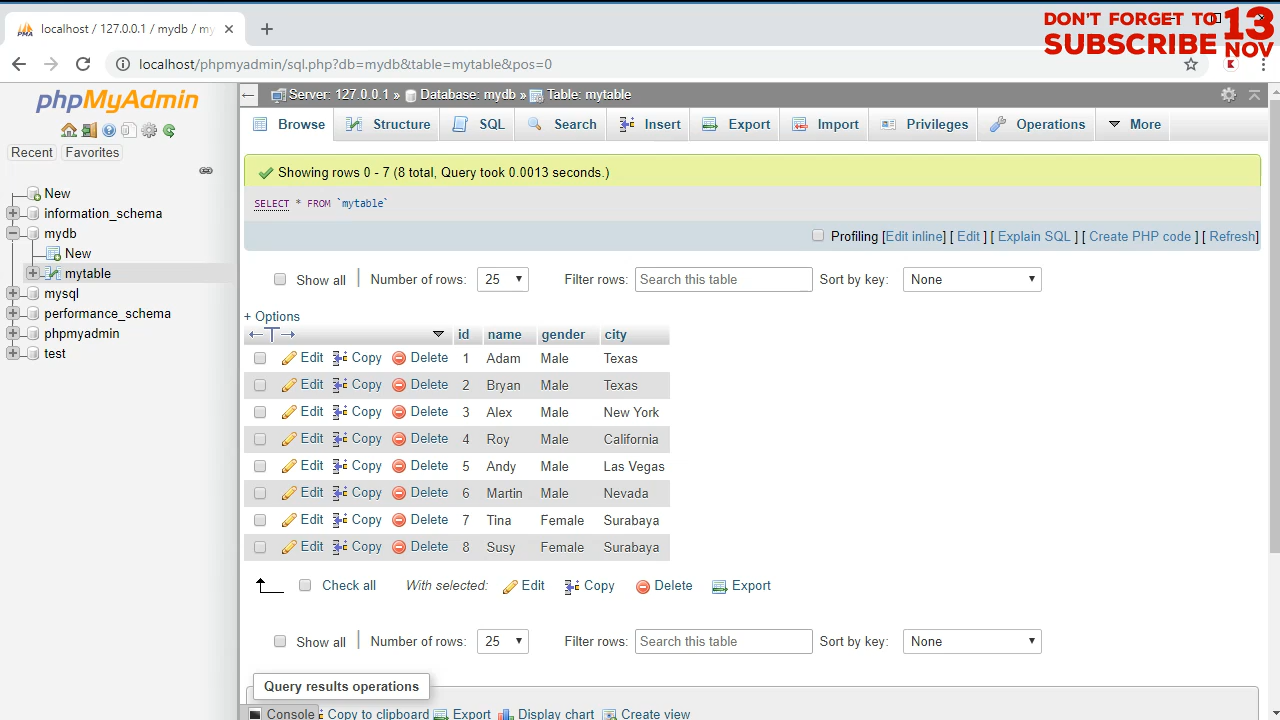 localhost / 127.0.0.1 / mydb / my
DON'T FORGET TO
SUBSCRIBE
13
NOV
localhost/phpmyadmin/sql.php?db=mydb&table=mytable&pos=0
phpMyAdmin
Recent Favorites
New
information_schema
mydb
New
mytable
mysql
performance_schema
phpmyadmin
test
Server: 127.0.0.1 » Database: mydb » Table: mytable
Browse Structure SQL Search Insert Export Import Privileges Operations More
Showing rows 0 - 7 (8 total, Query took 0.0013 seconds.)
SELECT * FROM `mytable`
Profiling [Edit inline] [ Edit ] [ Explain SQL ] [ Create PHP code ] [ Refresh]
Show all Number of rows: 25 Filter rows: Search this table Sort by key: None
+ Options
id name gender city
Edit Copy Delete 1 Adam Male Texas
Edit Copy Delete 2 Bryan Male Texas
Edit Copy Delete 3 Alex Male New York
Edit Copy Delete 4 Roy Male California
Edit Copy Delete 5 Andy Male Las Vegas
Edit Copy Delete 6 Martin Male Nevada
Edit Copy Delete 7 Tina Female Surabaya
Edit Copy Delete 8 Susy Female Surabaya
Check all With selected: Edit Copy Delete Export
Show all Number of rows: 25 Filter rows: Search this table Sort by key: None
Query results operations
Console Copy to clipboard Export Display chart Create view